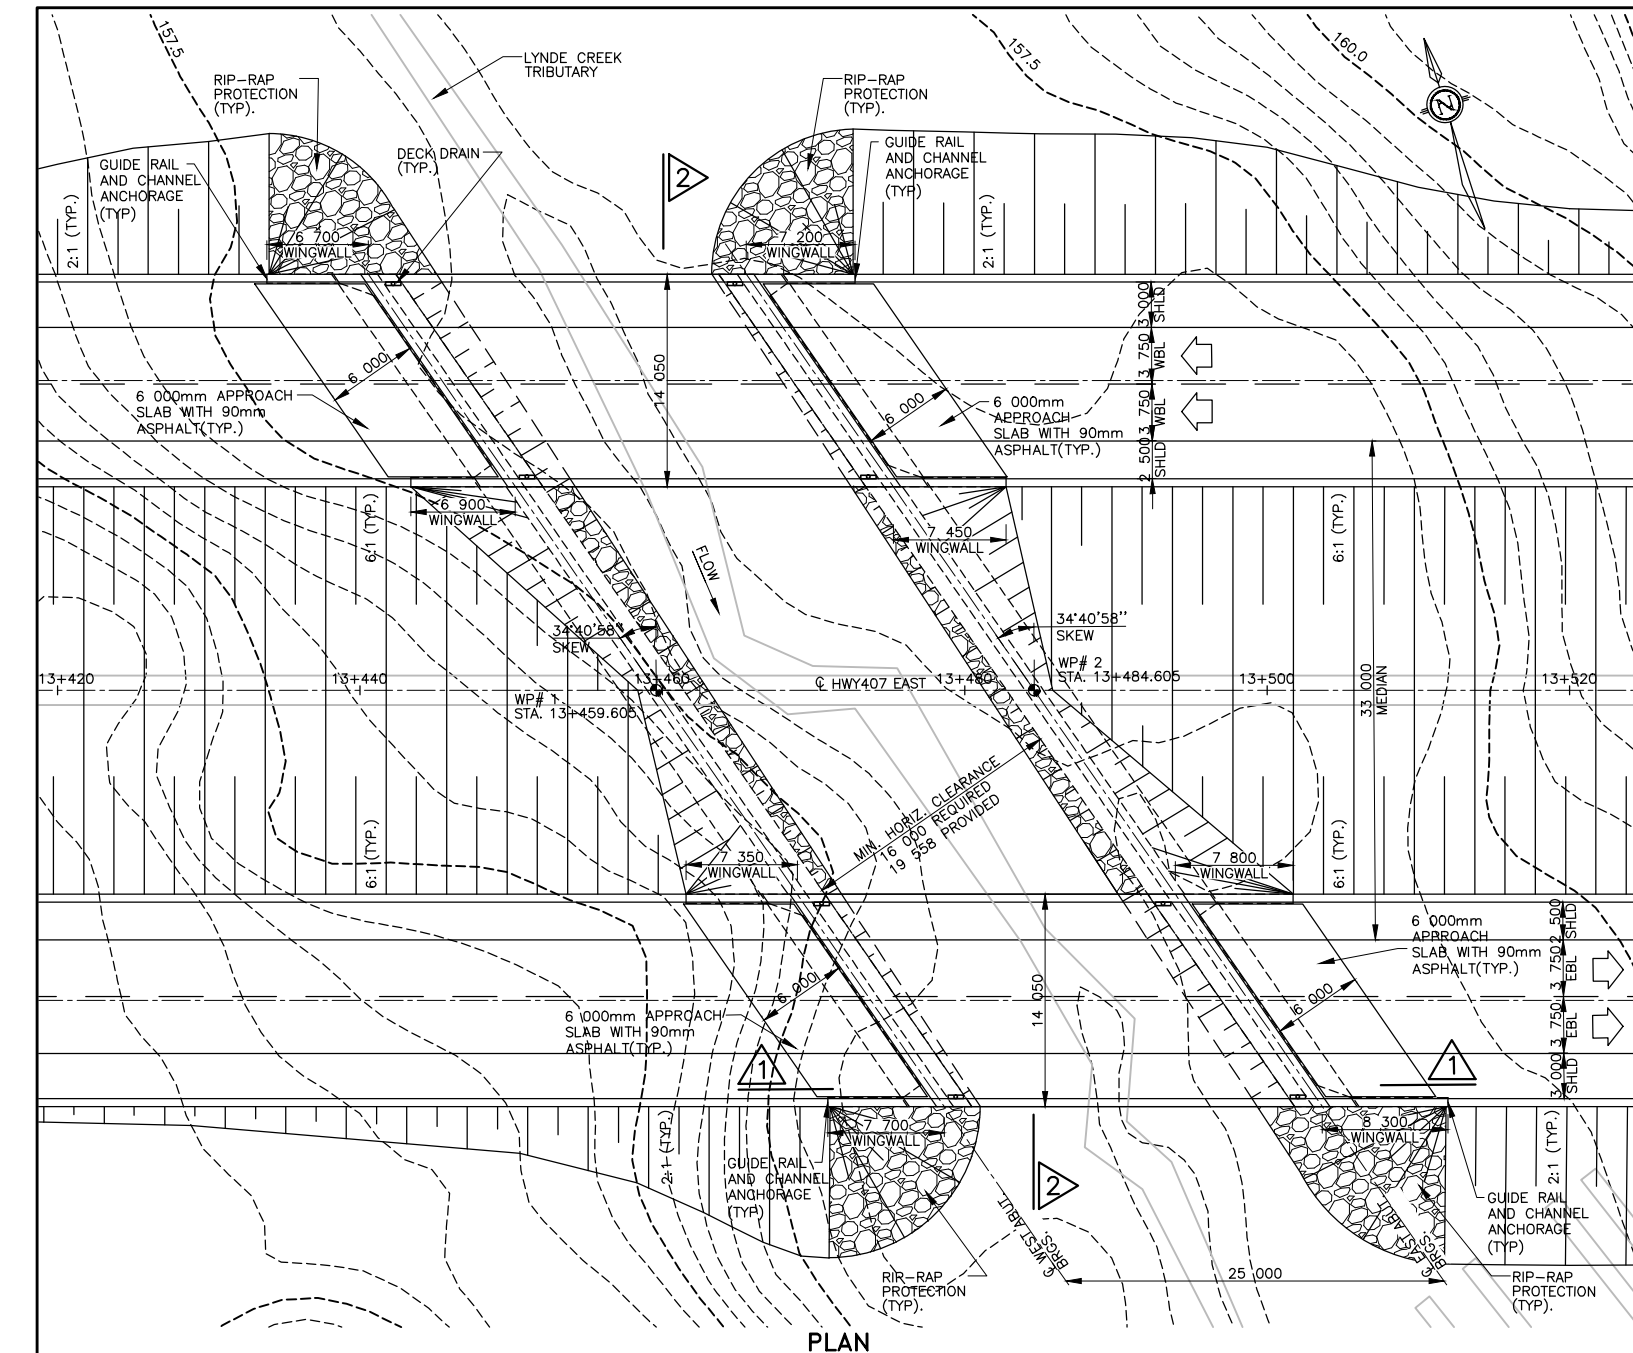 157.5
LYNDE CREEK
TRIBUTARY
RIP-RAP
PROTECTION
(TYP).
RIP-RAP
PROTECTION
(TYP).
157.5
160.0
N
GUIDE RAIL
AND CHANNEL
ANCHORAGE
(TYP)
DECK DRAIN
(TYP.)
2
GUIDE RAIL
AND CHANNEL
ANCHORAGE
(TYP)
2:1 (TYP.)
6 700
WINGWALL
7 200
WINGWALL
2:1 (TYP.)
3 000
SHLD
3 750
WBL
3 750
WBL
2 500
SHLD
6 000
14 050
6 000
6 000mm APPROACH
SLAB WITH 90mm
ASPHALT(TYP.)
6 000mm
APPROACH
SLAB WITH 90mm
ASPHALT(TYP.)
6:1 (TYP.)
6 900
WINGWALL
7 450
WINGWALL
6:1 (TYP.)
FLOW
34°40'58''
SKEW
34°40'58''
SKEW
WP# 2
STA. 13+484.605
13+420
13+440
13+460
℄ HWY407 EAST
13+480
13+500
13+520
WP# 1
STA. 13+459.605
33 000
MEDIAN
MIN. HORIZ. CLEARANCE
16 000 REQUIRED
19 558 PROVIDED
6:1 (TYP.)
7 350
WINGWALL
7 800
WINGWALL
6:1 (TYP.)
2 500
SHLD
3 750
EBL
3 750
EBL
3 000
SHLD
6 000mm
APPROACH
SLAB WITH 90mm
ASPHALT(TYP.)
6 000
14 050
6 000
6 000mm APPROACH
SLAB WITH 90mm
ASPHALT(TYP.)
1
1
2:1 (TYP.)
7 700
WINGWALL
8 300
WINGWALL
2:1 (TYP.)
GUIDE RAIL
AND CHANNEL
ANCHORAGE
(TYP)
2
GUIDE RAIL
AND CHANNEL
ANCHORAGE
(TYP)
℄ WEST ABUT.
BRGS.
℄ EAST ABUT.
BRGS.
25 000
RIP-RAP
PROTECTION
(TYP).
RIP-RAP
PROTECTION
(TYP).
PLAN